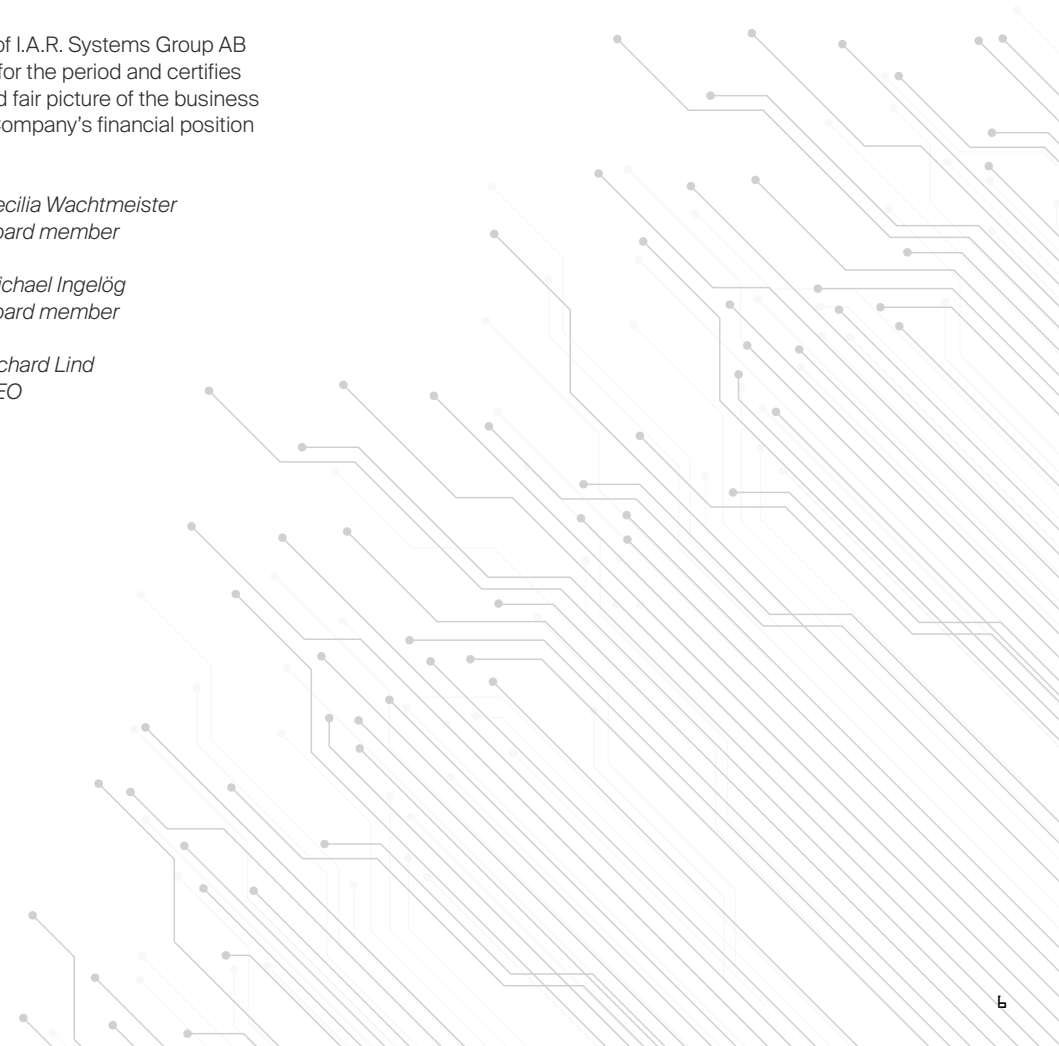 of I.A.R. Systems Group AB
for the period and certifies
d fair picture of the business
Company's financial position
ecilia Wachtmeister
oard member
ichael Ingelög
oard member
chard Lind
EO
6